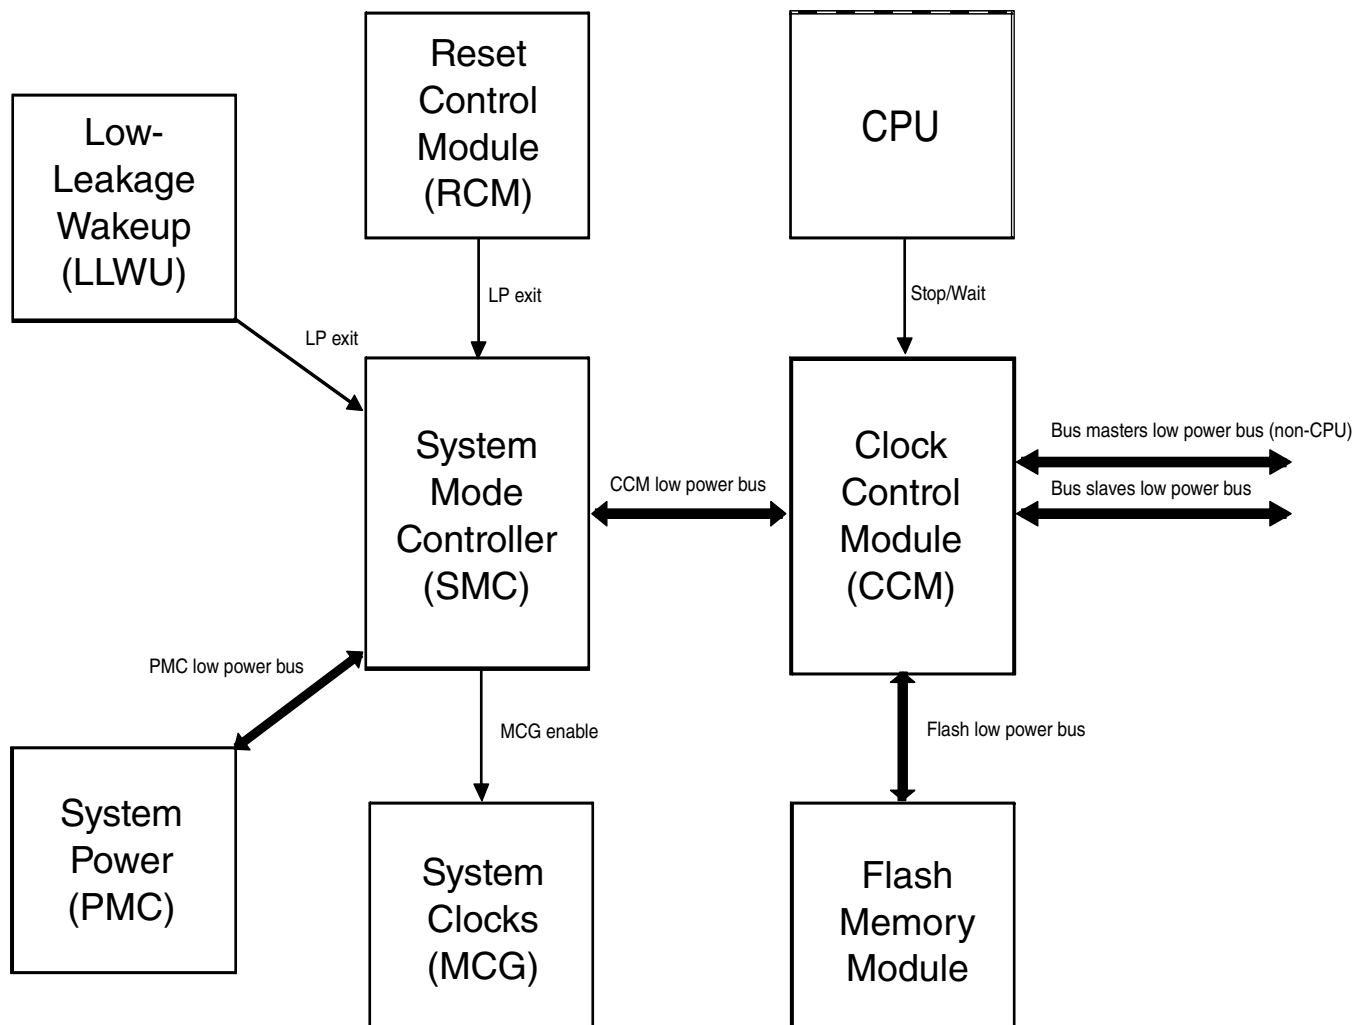 Reset
Control
Module
(RCM)
CPU
Low-
Leakage
Wakeup
(LLWU)
LP exit
Stop/Wait
LP exit
System
Mode
Controller
(SMC)
CCM low power bus
Clock
Control
Module
(CCM)
Bus masters low power bus (non-CPU)
Bus slaves low power bus
PMC low power bus
MCG enable
Flash low power bus
System
Power
(PMC)
System
Clocks
(MCG)
Flash
Memory
Module